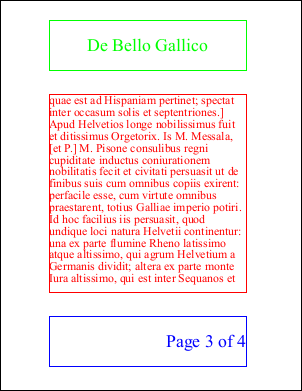 De Bello Gallico
quae est ad Hispaniam pertinet; spectat
inter occasum solis et septentriones.]
Apud Helvetios longe nobilissimus fuit
et ditissimus Orgetorix. Is M. Messala,
[et P.] M. Pisone consulibus regni
cupiditate inductus coniurationem
nobilitatis fecit et civitati persuasit ut de
finibus suis cum omnibus copiis exirent:
perfacile esse, cum virtute omnibus
praestarent, totius Galliae imperio potiri.
Id hoc facilius iis persuasit, quod
undique loci natura Helvetii continentur:
una ex parte flumine Rheno latissimo
atque altissimo, qui agrum Helvetium a
Germanis dividit; altera ex parte monte
Iura altissimo, qui est inter Sequanos et
Page 3 of 4